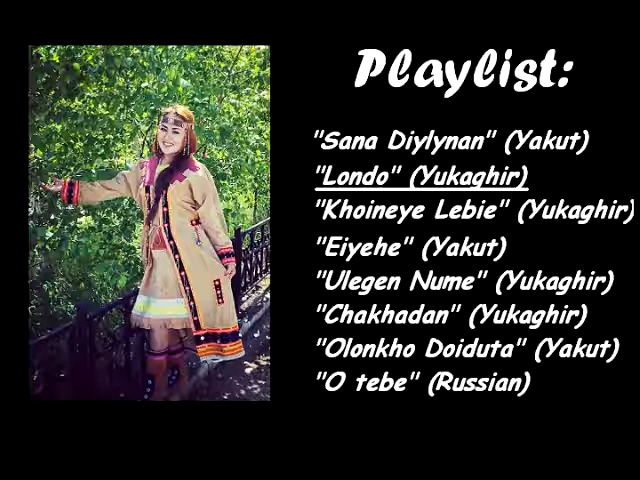 Playlist:
"Sana Diylynan" (Yakut)
"Londo" (Yukaghir)
"Khoineye Lebie" (Yukaghir)
"Eiyehe" (Yakut)
"Ulegen Nume" (Yukaghir)
"Chakhadan" (Yukaghir)
"Olonkho Doiduta" (Yakut)
"O tebe" (Russian)